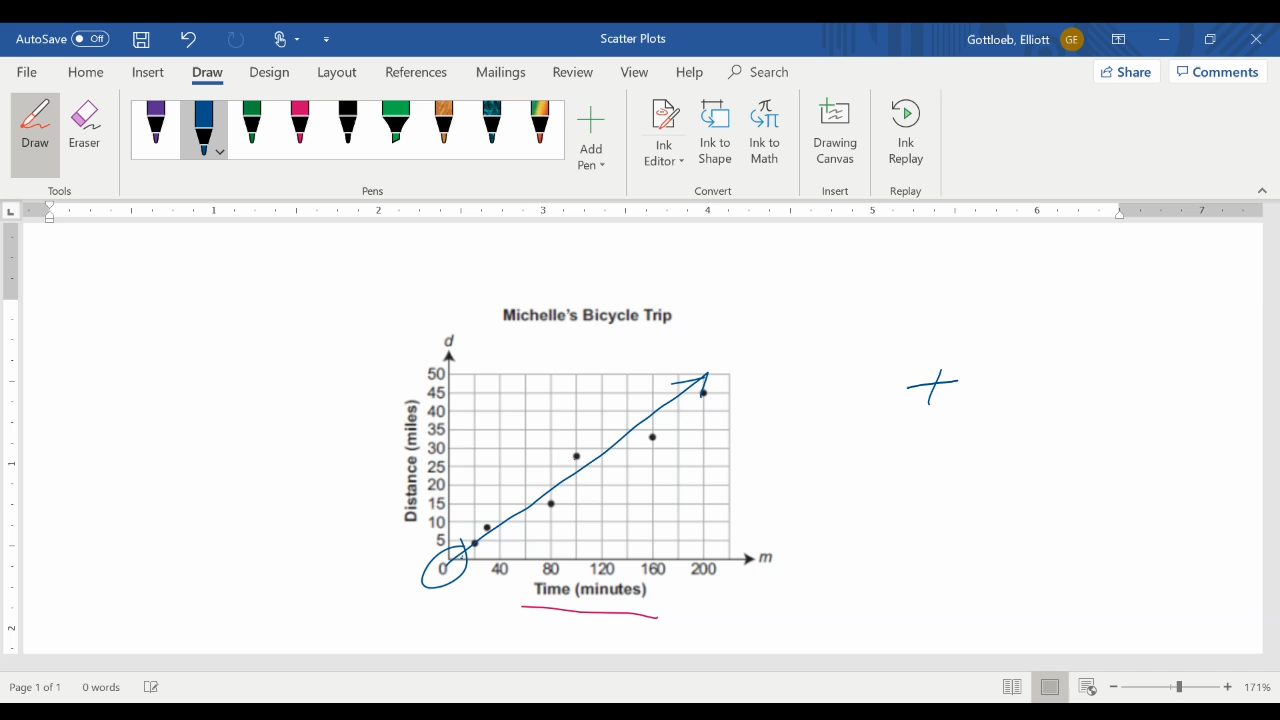 AutoSave Off Scatter Plots Gottloeb, Elliott GE
File Home Insert Draw Design Layout References Mailings Review View Help Search Share Comments
Draw Eraser Add Pen Ink Editor Ink to Shape Ink to Math Drawing Canvas Ink Replay
Tools Pens Convert Insert Replay
L 1 2 3 4 5 6 7
Michelle's Bicycle Trip
d
50
45
40
35
30
25
20
15
10
5
Distance (miles)
0 40 80 120 160 200 m
Time (minutes)
+
1
2
Page 1 of 1 0 words 171%